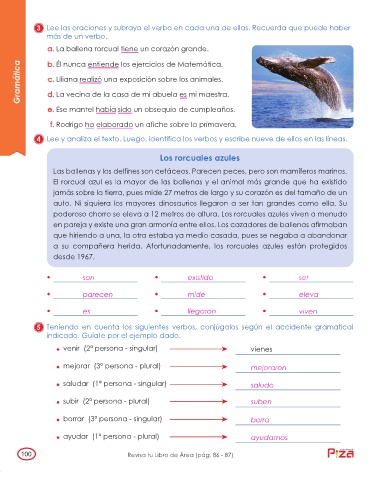 3 Lee las oraciones y subraya el verbo en cada una de ellas. Recuerda que puede haber
más de un verbo.
a. La ballena rorcual tiene un corazón grande.
b. Él nunca entiende los ejercicios de Matemática.
c. Liliana realizó una exposición sobre los animales.
d. La vecina de la casa de mi abuela es mi maestra.
e. Ese mantel había sido un obsequio de cumpleaños.
f. Rodrigo ha elaborado un afiche sobre la primavera.
Gramática
4 Lee y analiza el texto. Luego, identifica los verbos y escribe nueve de ellos en las líneas.
Los rorcuales azules
Las ballenas y los delfines son cetáceos. Parecen peces, pero son mamíferos marinos.
El rorcual azul es la mayor de las ballenas y el animal más grande que ha existido
jamás sobre la tierra, pues mide 27 metros de largo y su corazón es del tamaño de un
auto. Ni siquiera los mayores dinosaurios llegaron a ser tan grandes como ella. Su
poderoso chorro se eleva a 12 metros de altura. Los rorcuales azules viven a menudo
en pareja y existe una gran armonía entre ellos. Los cazadores de ballenas afirmaban
que hiriendo a una, la otra estaba ya medio casada, pues se negaba a abandonar
a su compañera herida. Afortunadamente, los rorcuales azules están protegidos
desde 1967.
• son • existido • ser
• parecen • mide • eleva
• es • llegaron • viven
5 Teniendo en cuenta los siguientes verbos, conjúgalos según el accidente gramatical
indicado. Guíate por el ejemplo dado.
• venir (2ª persona - singular) vienes
• mejorar (3ª persona - plural) mejoraron
• saludar (1ª persona - singular) saludo
• subir (2ª persona - plural) suben
• borrar (3ª persona - singular) borra
• ayudar (1ª persona - plural) ayudamos
100 Revisa tu Libro de Área (pág. 86 - 87)